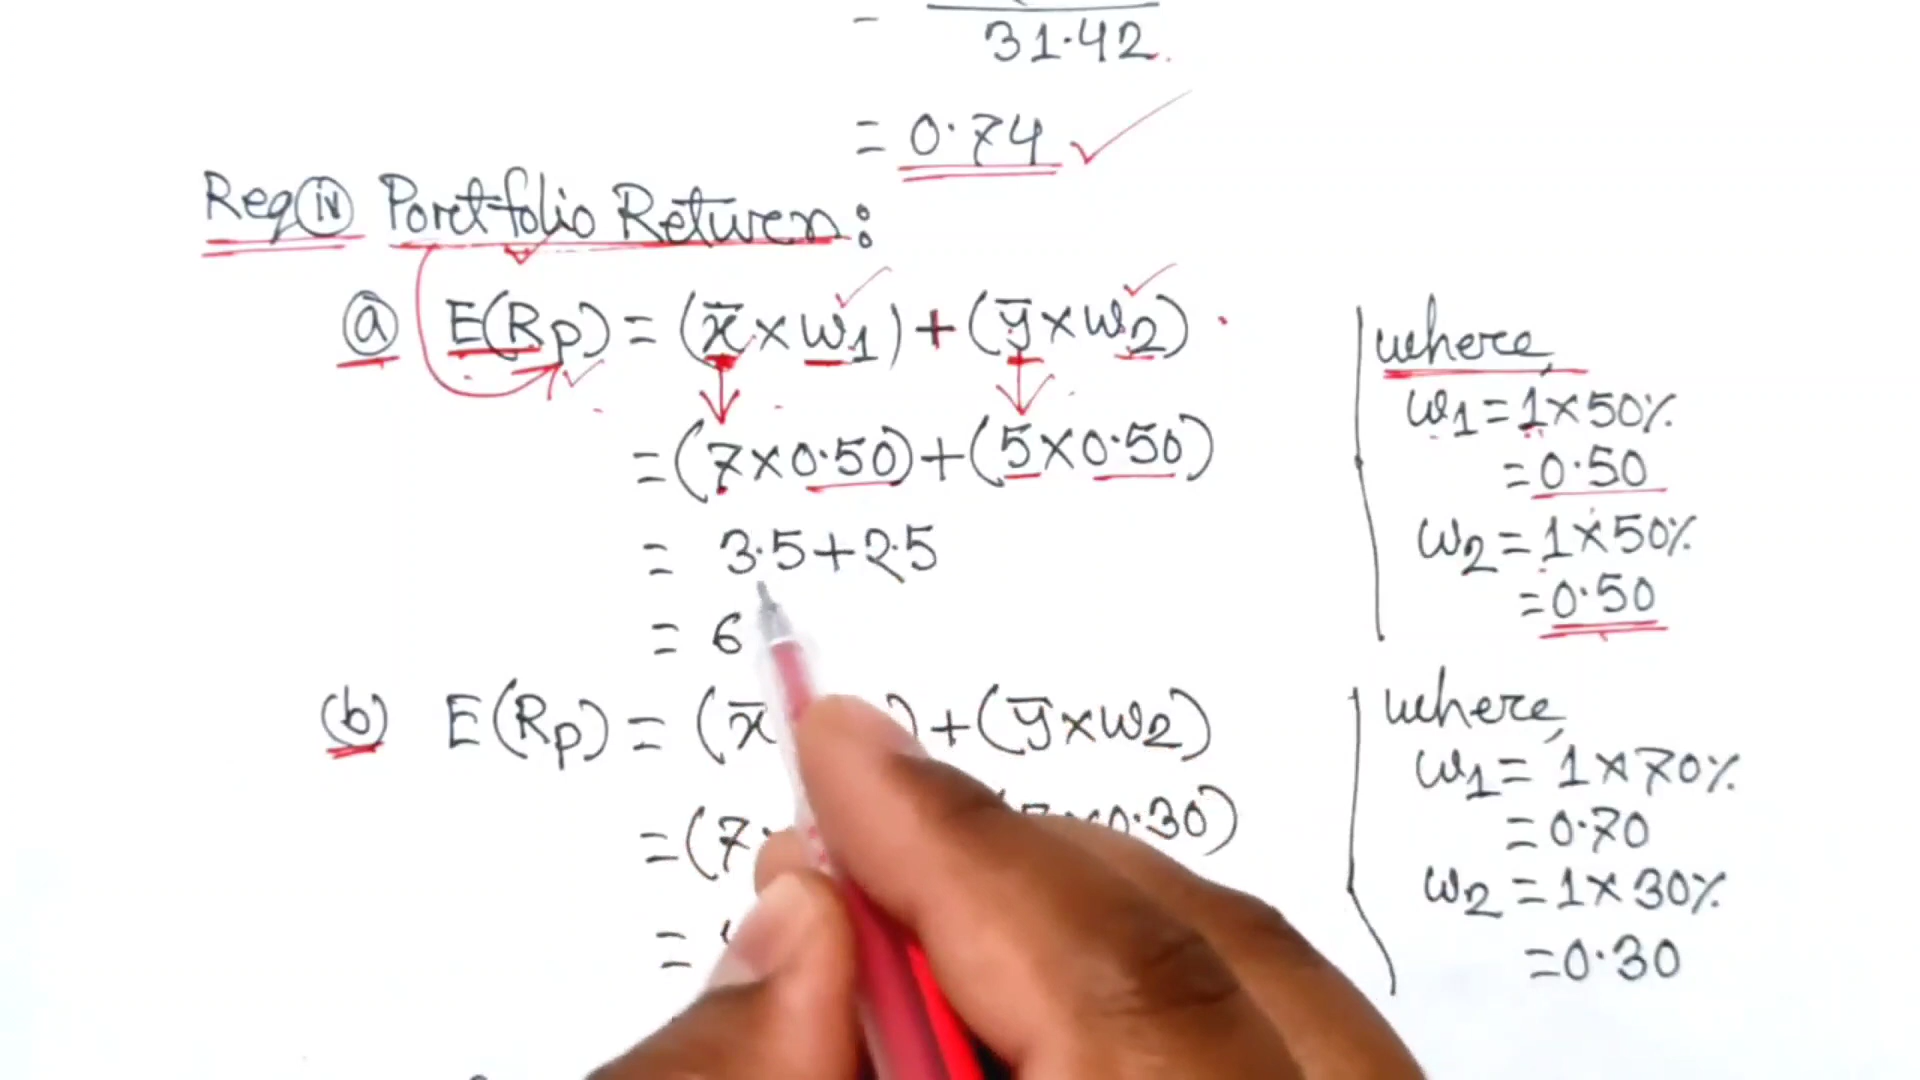 31.42
= 0.74
Req (iv) Portfolio Return:
(a) E(Rp) = (x̄ × w1) + (ȳ × w2)
= (7 × 0.50) + (5 × 0.50)
= 3.5 + 2.5
= 6
(b) E(Rp) = (x̄ ) + (ȳ × w2)
= (7 × 0.30)
=
where,
w1 = 1 × 50%
= 0.50
w2 = 1 × 50%
= 0.50
where,
w1 = 1 × 70%
= 0.70
w2 = 1 × 30%
= 0.30